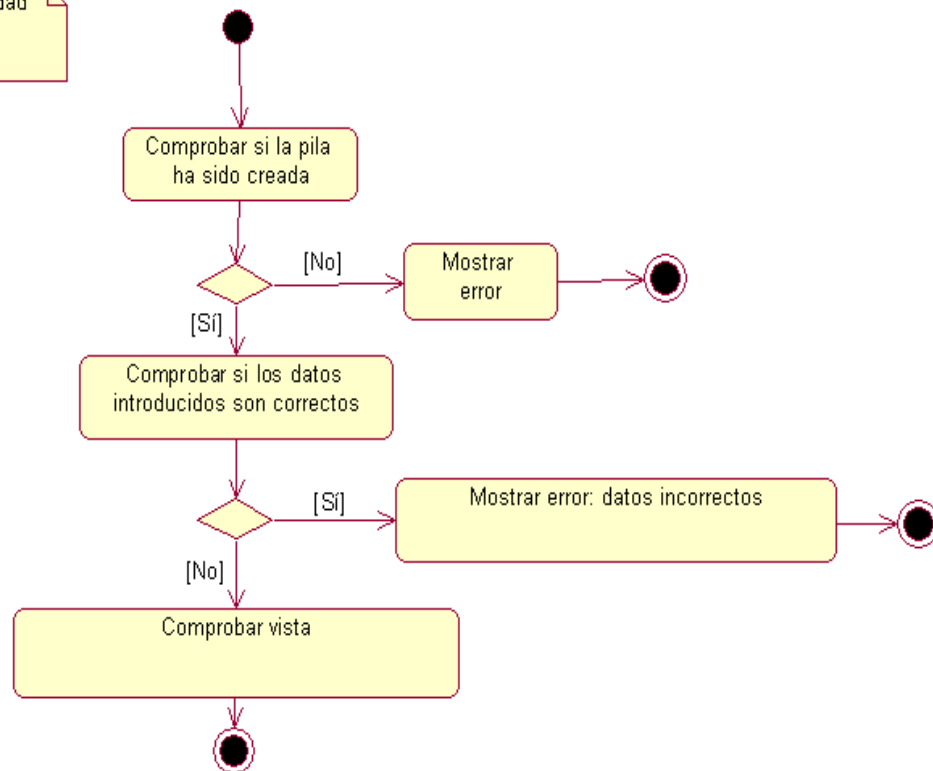 Comprobar si la pila
ha sido creada
[No]
Mostrar
error
[Sí]
Comprobar si los datos
introducidos son correctos
[Sí]
Mostrar error: datos incorrectos
[No]
Comprobar vista